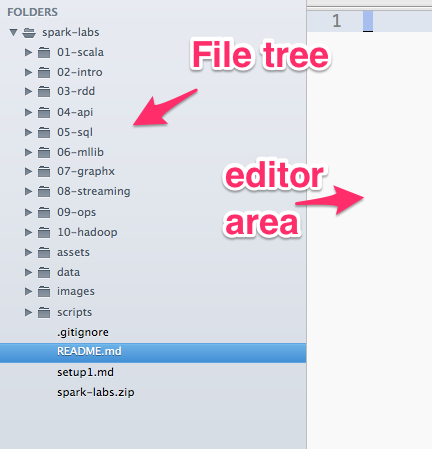 FOLDERS
spark-labs
01-scala
02-intro
03-rdd
04-api
05-sql
06-mllib
07-graphx
08-streaming
09-ops
10-hadoop
assets
data
images
scripts
.gitignore
README.md
setup1.md
spark-labs.zip
File tree
editor
area
1